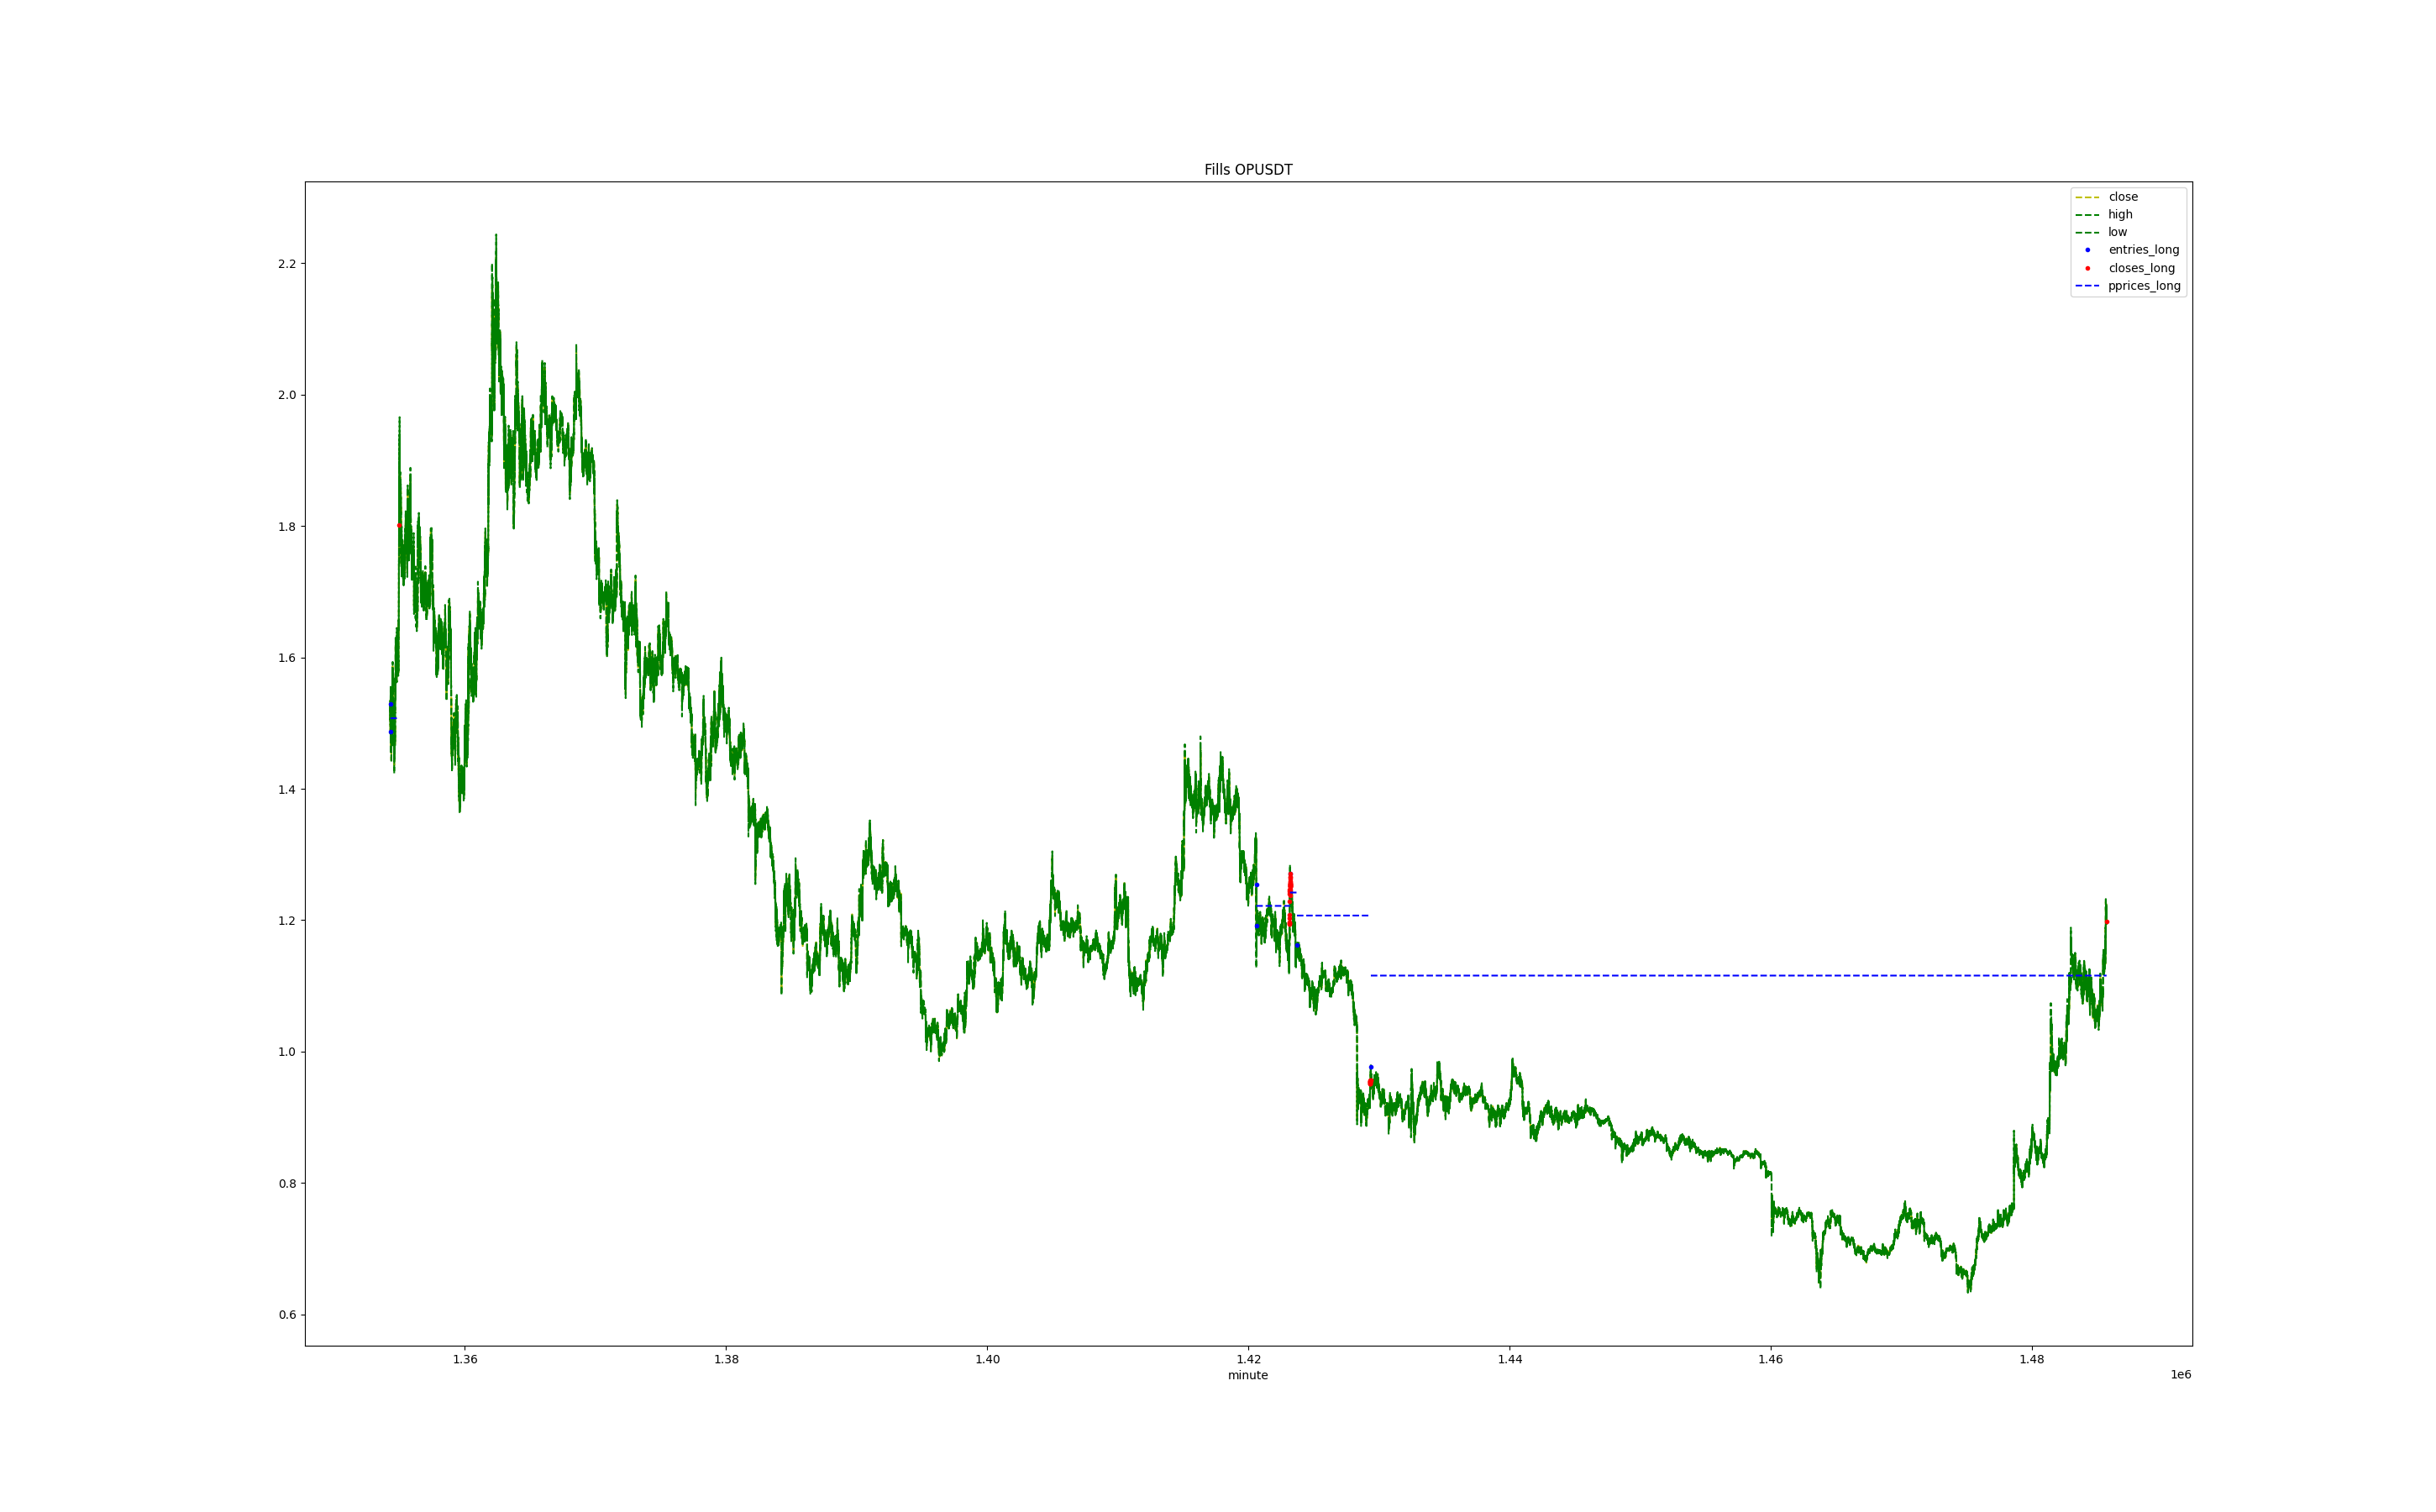 Fills OPUSDT
close
high
low
entries_long
closes_long
pprices_long
2.2
2.0
1.8
1.6
1.4
1.2
1.0
0.8
0.6
1.36 1.38 1.40 1.42 1.44 1.46 1.48
minute
1e6